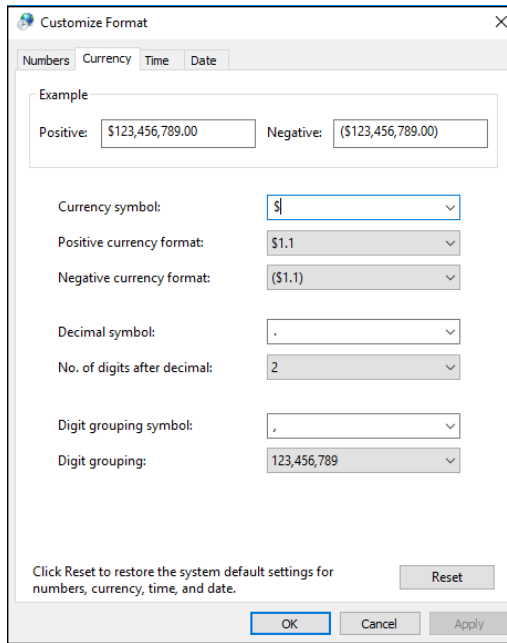 Customize Format
Numbers Currency Time Date
Example
Positive: $123,456,789.00 Negative: ($123,456,789.00)
Currency symbol: $
Positive currency format: $1.1
Negative currency format: ($1.1)
Decimal symbol: .
No. of digits after decimal: 2
Digit grouping symbol: ,
Digit grouping: 123,456,789
Click Reset to restore the system default settings for
numbers, currency, time, and date.
Reset
OK Cancel Apply